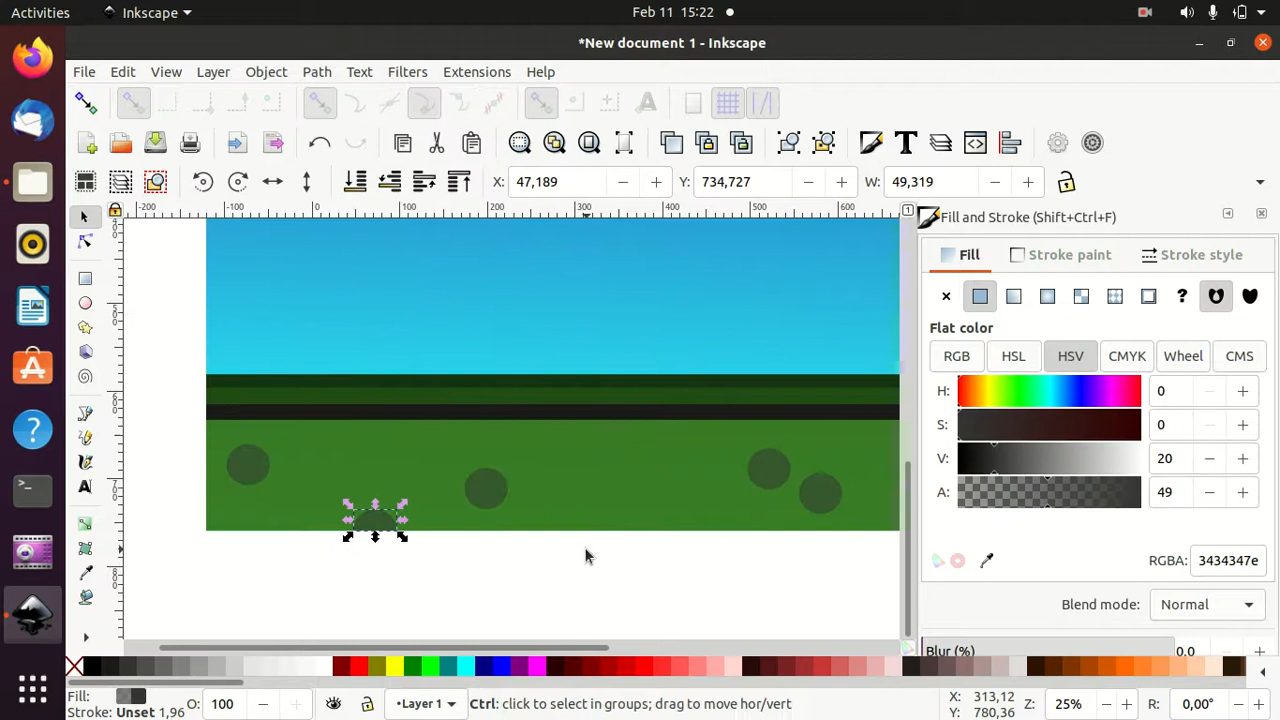 Activities
Inkscape
Feb 11 15:22
*New document 1 - Inkscape
File Edit View Layer Object Path Text Filters Extensions Help
X: 47,189 Y: 734,727 W: 49,319
-200 -100 0 100 200 300 400 500 600
1
Fill and Stroke (Shift+Ctrl+F)
Fill Stroke paint Stroke style
Flat color
RGB HSL HSV CMYK Wheel CMS
H: 0
S: 0
V: 20
A: 49
RGBA: 3434347e
Blend mode: Normal
Blur (%) 0.0
Fill:
Stroke: Unset 1,96
O: 100
•Layer 1
Ctrl: click to select in groups; drag to move hor/vert
X: 313,12
Y: 780,36
Z: 25%
R: 0,00°